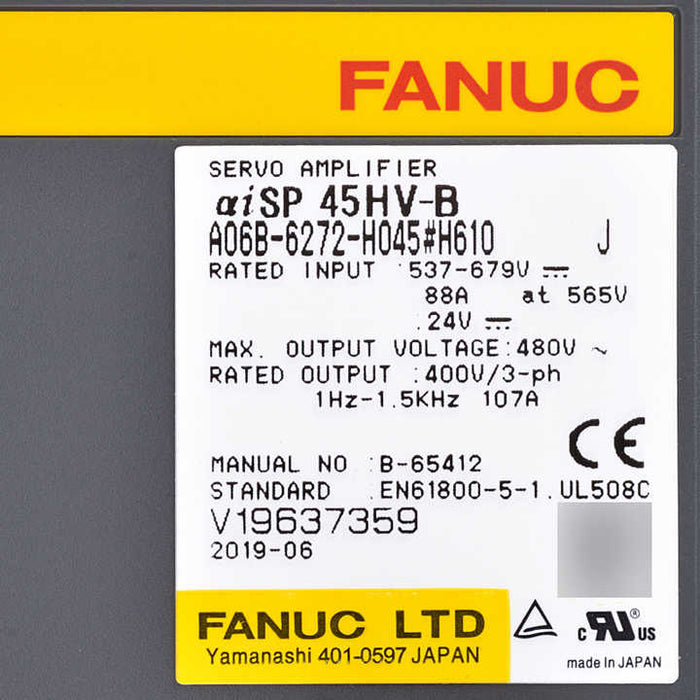 FANUC
SERVO AMPLIFIER
αiSP 45HV-B
A06B-6272-H045#H610 J
RATED INPUT :537-679V ⎓
88A at 565V
:24V ⎓
MAX. OUTPUT VOLTAGE:480V ~
RATED OUTPUT :400V/3-ph
1Hz-1.5KHz 107A
CE
MANUAL NO :B-65412
STANDARD :EN61800-5-1.UL508C
V19637359
2019-06
FANUC LTD
Yamanashi 401-0597 JAPAN
c RU ® US
made in JAPAN